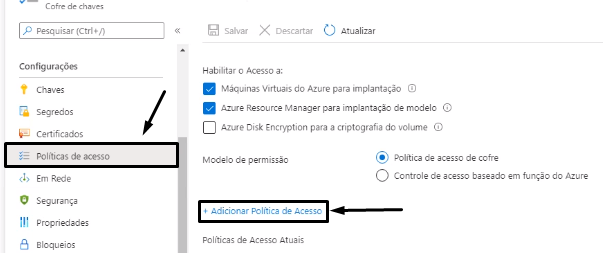 Cofre de chaves
Pesquisar (Ctrl+/)
«
Salvar
Descartar
Atualizar
Configurações
Chaves
Segredos
Certificados
Políticas de acesso
Em Rede
Segurança
Propriedades
Bloqueios
Habilitar o Acesso a:
Máquinas Virtuais do Azure para implantação
Azure Resource Manager para implantação de modelo
Azure Disk Encryption para a criptografia do volume
Modelo de permissão
Política de acesso de cofre
Controle de acesso baseado em função do Azure
+ Adicionar Política de Acesso
Políticas de Acesso Atuais